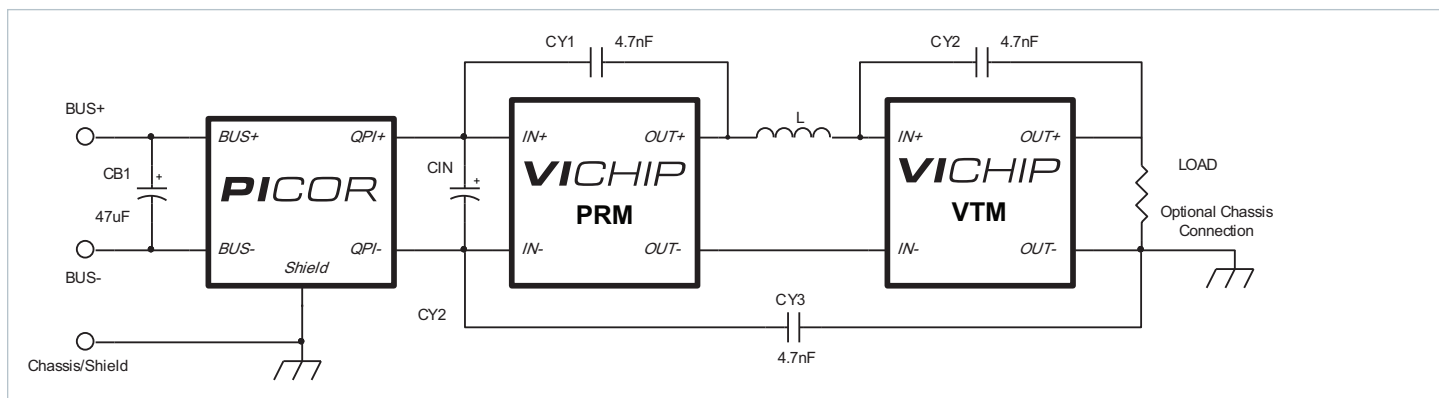 CY1 4.7nF
CY2 4.7nF
BUS+
BUS+
QPI+
IN+
OUT+
L
IN+
OUT+
CB1
+
47uF
PICOR
CIN
+
VICHIP
PRM
VICHIP
VTM
LOAD
Optional Chassis
Connection
BUS-
BUS-
QPI-
IN-
OUT-
IN-
OUT-
Shield
CY2
CY3
4.7nF
Chassis/Shield